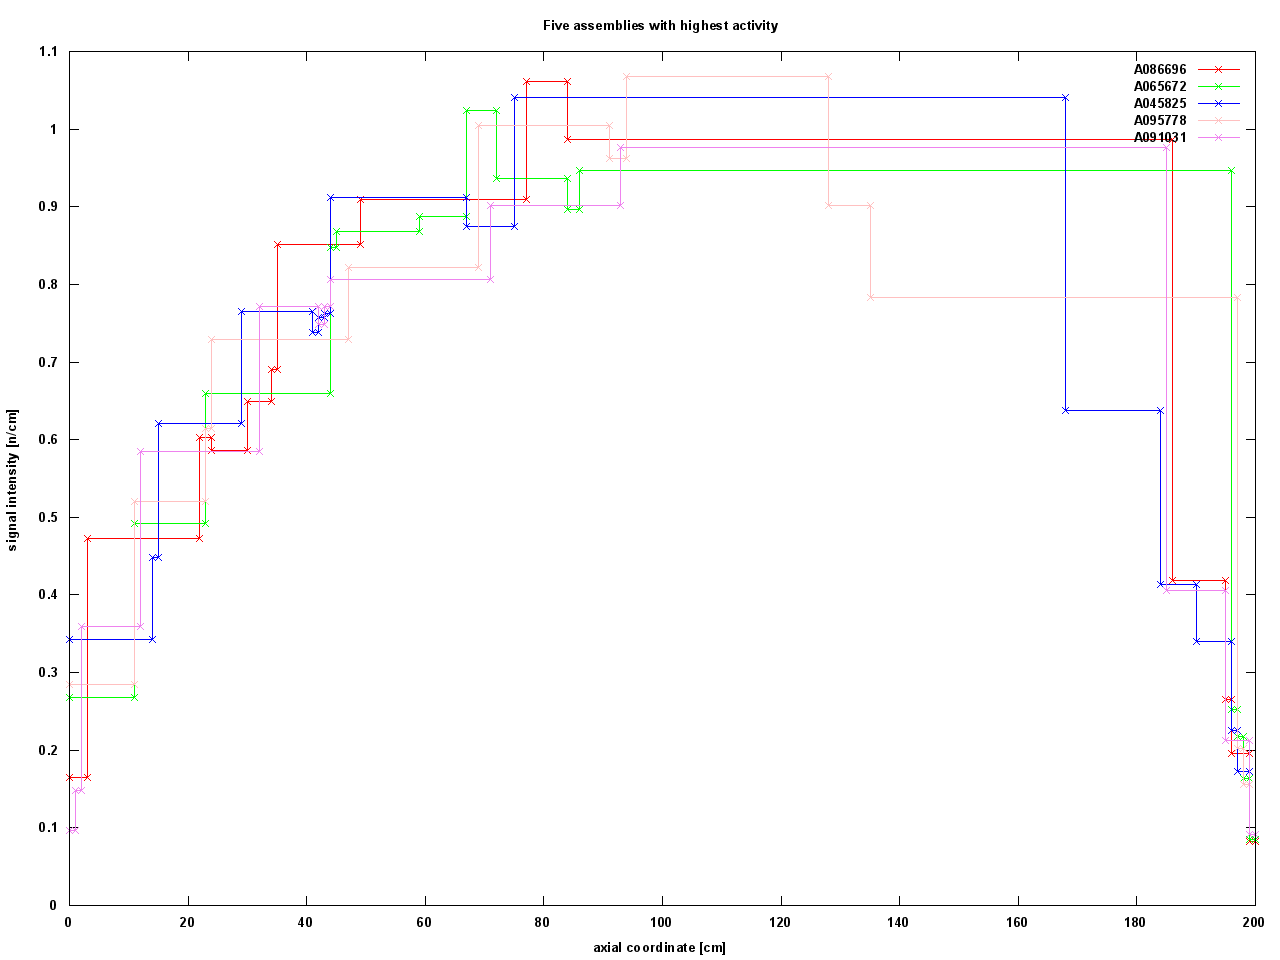 Five assemblies with highest activity
1.1
1
0.9
0.8
0.7
0.6
0.5
0.4
0.3
0.2
0.1
0
signal intensity [n/cm]
A086696
A065672
A045825
A095778
A091031
0 20 40 60 80 100 120 140 160 180 200
axial coordinate [cm]